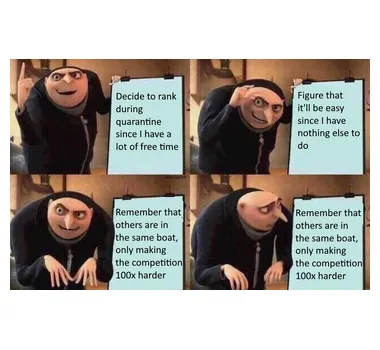 Decide to rank
during
quarantine
since I have a
lot of free time
Figure that
it'll be easy
since I have
nothing else to
do
Remember that
others are in
the same boat,
only making
the competition
100x harder
Remember that
others are in
the same boat,
only making
the competition
100x harder